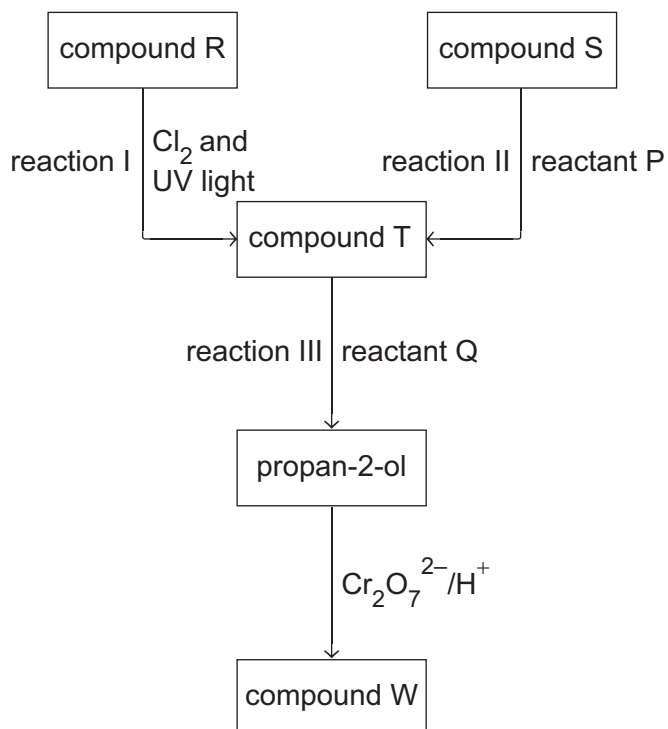 compound R
compound S
reaction I
Cl₂ and
UV light
reaction II
reactant P
compound T
reaction III
reactant Q
propan-2-ol
Cr₂O₇²⁻/H⁺
compound W